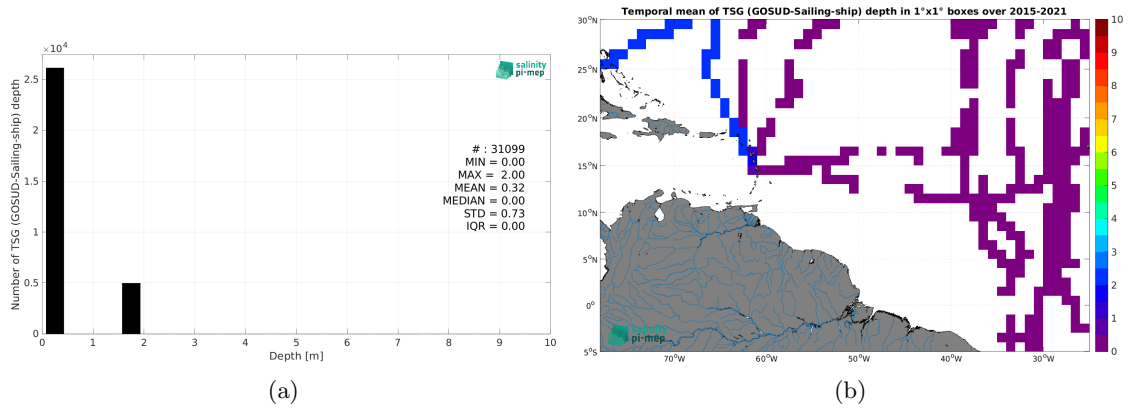 ×10⁴
2.5
2
1.5
1
0.5
0
0 1 2 3 4 5 6 7 8 9 10
Number of TSG (GOSUD-Sailing-ship) depth
Depth [m]
salinity
pi-mep
# : 31099
MIN = 0.00
MAX = 2.00
MEAN = 0.32
MEDIAN = 0.00
STD = 0.73
IQR = 0.00
(a)
Temporal mean of TSG (GOSUD-Sailing-ship) depth in 1°x1° boxes over 2015-2021
30°N
25°N
20°N
15°N
10°N
5°N
0°
5°S
70°W 60°W 50°W 40°W 30°W
salinity
pi-mep
10
9
8
7
6
5
4
3
2
1
0
(b)